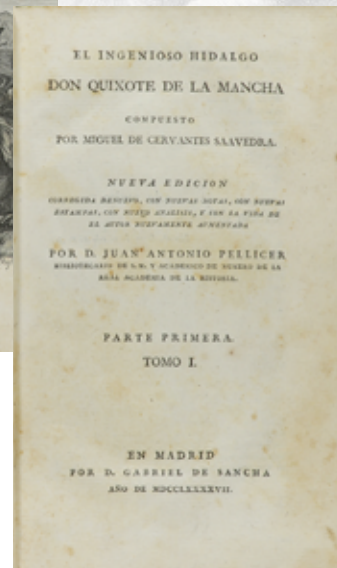 EL INGENIOSO HIDALGO
DON QUIXOTE DE LA MANCHA
COMPUESTO
POR MIGUEL DE CERVANTES SAAVEDRA.
NUEVA EDICION
CORREGIDA DENUEVO, CON NUEVAS NOTAS, CON NUEVAS
ESTAMPAS, CON NUEVO ANALISIS, Y CON LA VIDA DE
EL AUTOR NUEVAMENTE AUMENTADA
POR D. JUAN ANTONIO PELLICER
BIBLIOTECARIO DE S. M. Y ACADEMICO DE NUMERO DE LA
REAL ACADEMIA DE LA HISTORIA.
PARTE PRIMERA.
TOMO I.
EN MADRID
POR D. GABRIEL DE SANCHA
AÑO DE MDCCLXXXXVII.